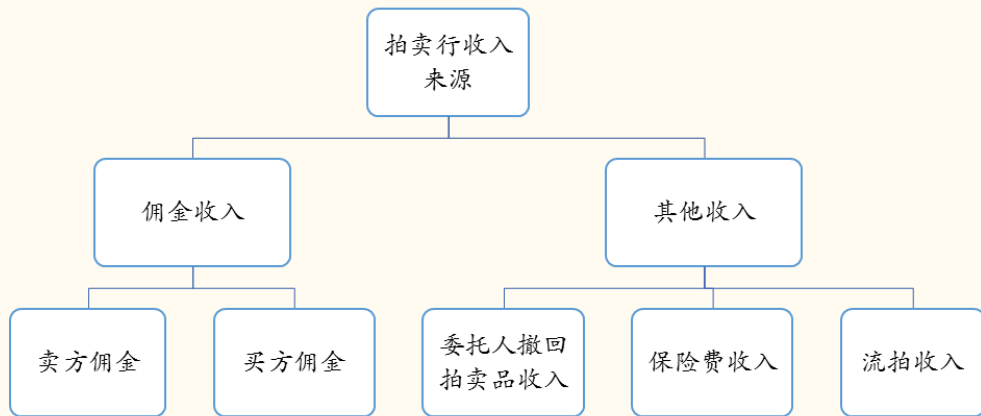 拍卖行收入
来源
佣金收入
其他收入
卖方佣金
买方佣金
委托人撤回
拍卖品收入
保险费收入
流拍收入